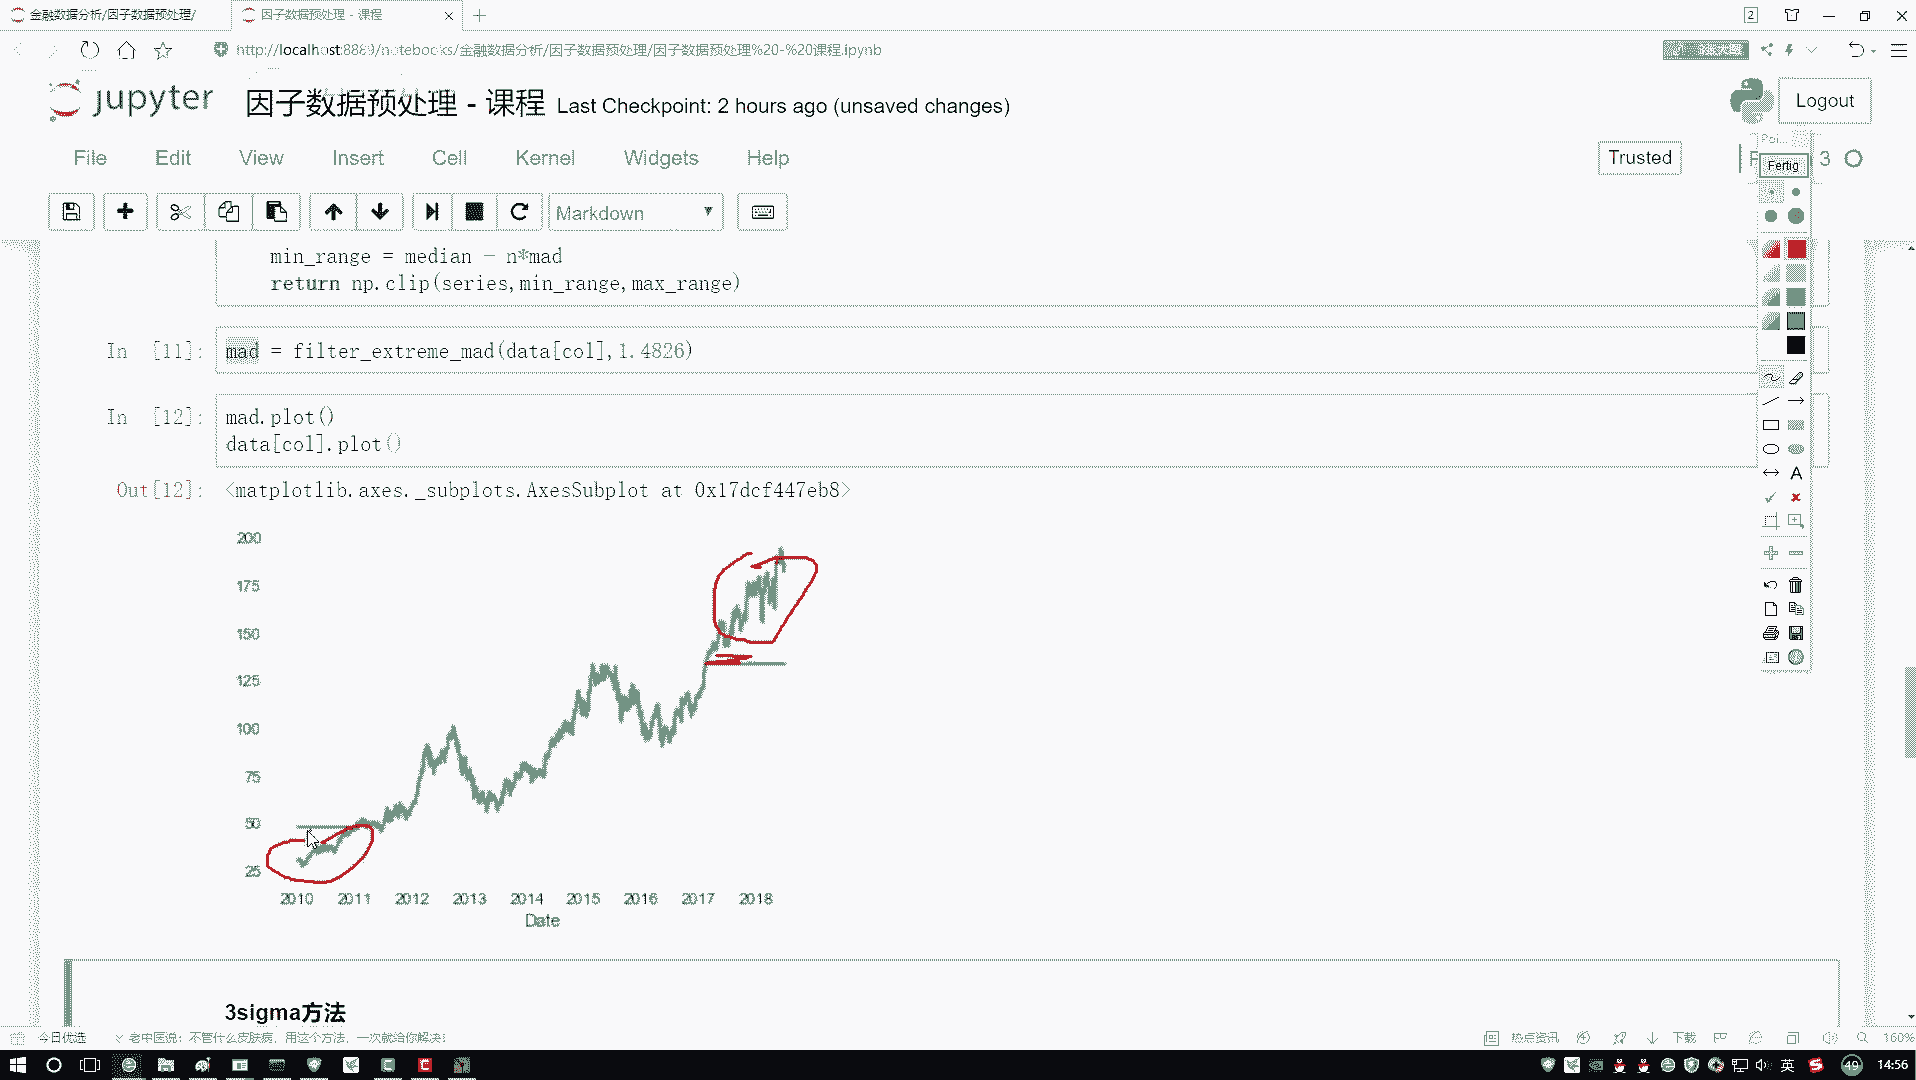 金融数据分析/因子数据预处理/
因子数据预处理 - 课程
2
http://localhost:8889/notebooks/金融数据分析/因子数据预处理/因子数据预处理%20-%20课程.ipynb
jupyter
因子数据预处理 - 课程 Last Checkpoint: 2 hours ago (unsaved changes)
Logout
File Edit View Insert Cell Kernel Widgets Help
Trusted
3
Fertig
Markdown
min_range = median - n*mad
return np.clip(series,min_range,max_range)
In [11]: mad = filter_extreme_mad(data[col],1.4826)
In [12]: mad.plot()
data[col].plot()
Out[12]: <matplotlib.axes._subplots.AxesSubplot at 0x17dcf447eb8>
200
175
150
125
100
75
50
25
2010 2011 2012 2013 2014 2015 2016 2017 2018
Date
A
3sigma方法
今日优选
老中医说: 不管什么皮肤病, 用这个方法, 一次就给你解决!
热点资讯
下载
160%
英
49
14:56